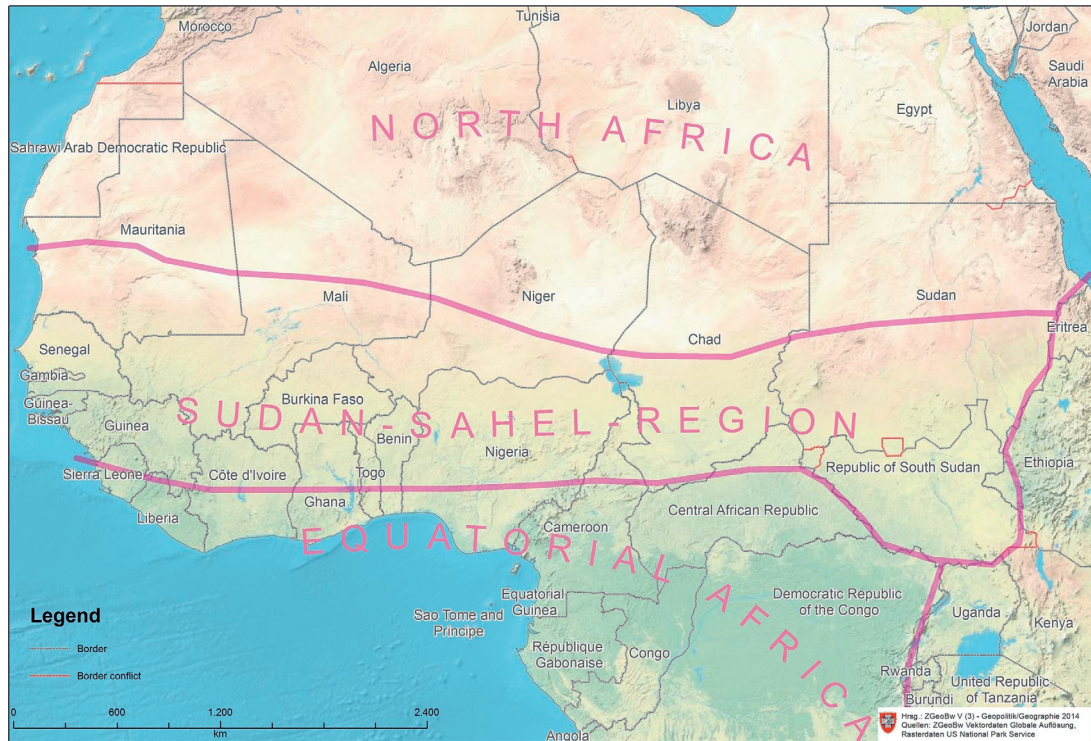 Morocco
Tunisia
Jordan
Saudi
Arabia
Algeria
Libya
Egypt
NORTH AFRICA
Sahrawi Arab Democratic Republic
Mauritania
Mali
Niger
Chad
Sudan
Eritrea
Senegal
Gambia
Guinea-
Bissau
Guinea
Burkina Faso
SUDAN-SAHEL-REGION
Benin
Nigeria
Sierra Leone
Côte d'Ivoire
Togo
Ghana
Liberia
Republic of South Sudan
Ethiopia
Cameroon
Central African Republic
EQUATORIAL AFRICA
Equatorial
Guinea
Sao Tome and
Principe
République
Gabonaise
Congo
Democratic Republic
of the Congo
Uganda
Kenya
Rwanda
Burundi
United Republic
of Tanzania
Angola
Legend
Border
Border conflict
0 600 1.200 2.400
km
Hrsg.: ZGeoBw V (3) - Geopolitik/Geographie 2014
Quellen: ZGeoBw Vektordaten Globale Auflösung,
Rasterdaten US National Park Service